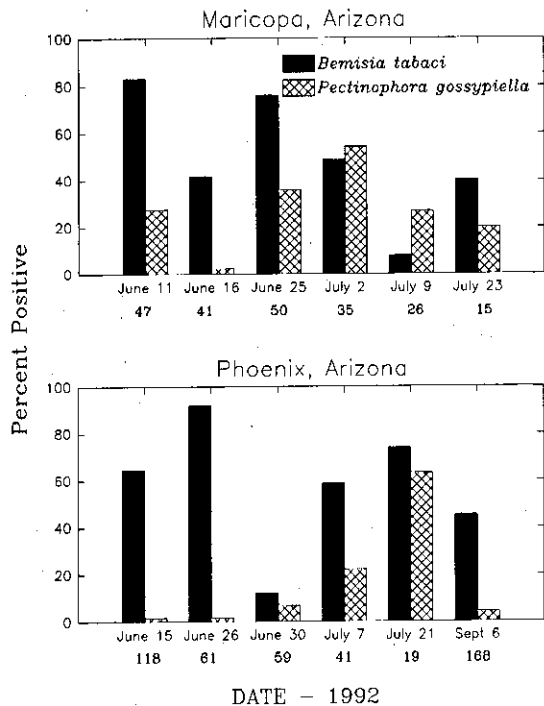 Maricopa, Arizona
100
80
60
40
20
0
Bemisia tabaci
Pectinophora gossypiella
June 11 June 16 June 25 July 2 July 9 July 23
47 41 50 35 26 15
Percent Positive
Phoenix, Arizona
100
80
60
40
20
0
June 15 June 26 June 30 July 7 July 21 Sept 6
118 61 59 41 19 168
DATE - 1992